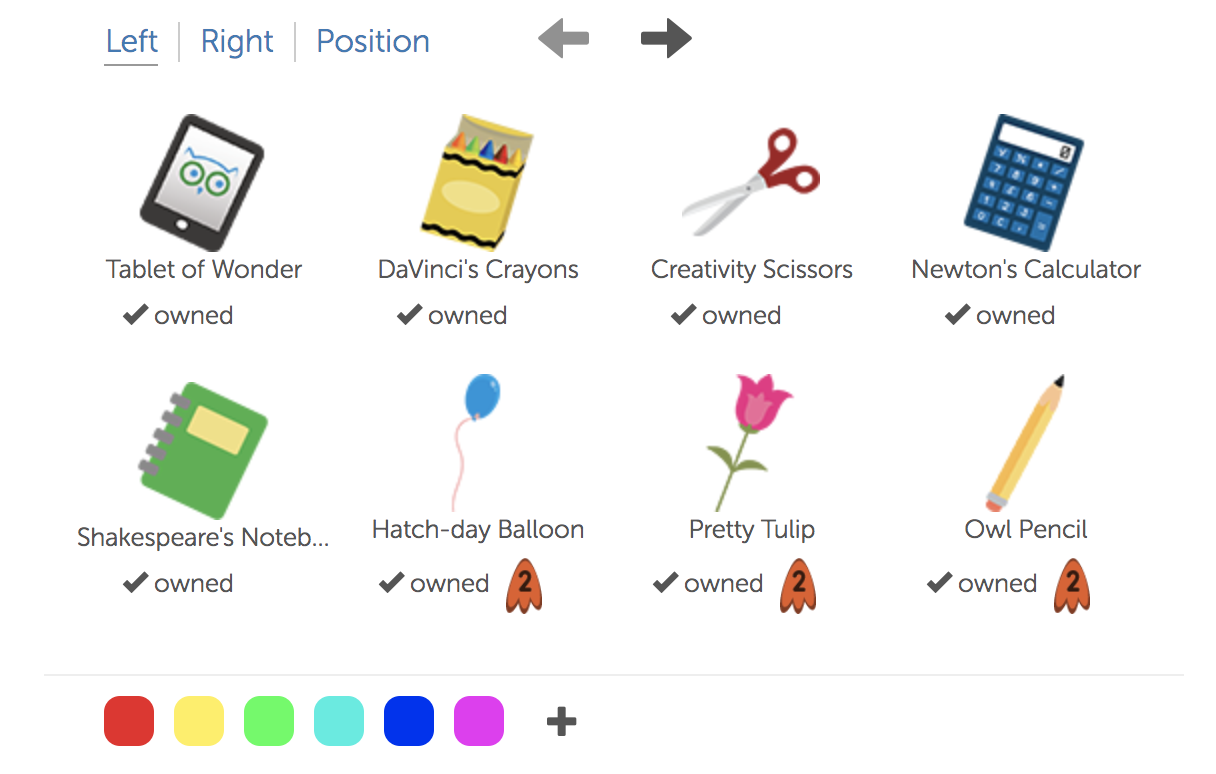 Left Right Position
Tablet of Wonder DaVinci's Crayons Creativity Scissors Newton's Calculator
owned owned owned owned
Shakespeare's Noteb... Hatch-day Balloon Pretty Tulip Owl Pencil
owned owned 2 owned 2 owned 2